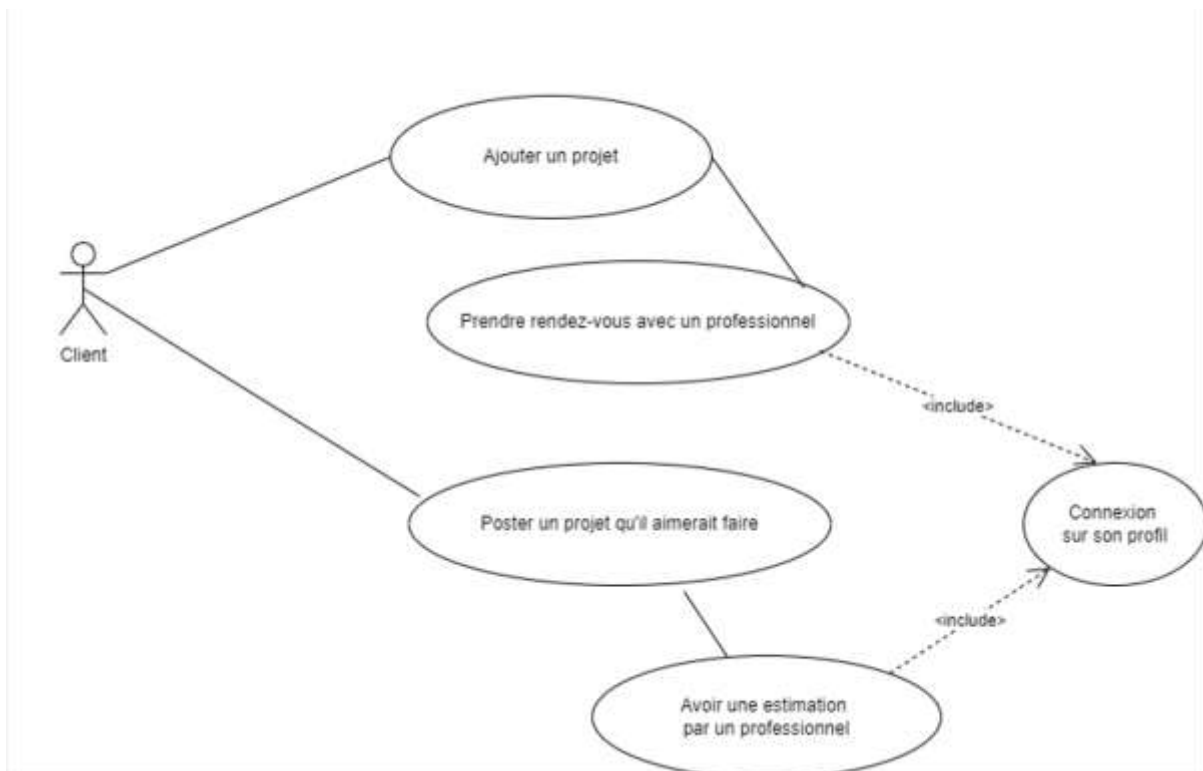 Ajouter un projet
Prendre rendez-vous avec un professionnel
Client
<include>
Poster un projet qu'il aimerait faire
Connexion
sur son profil
<include>
Avoir une estimation
par un professionnel